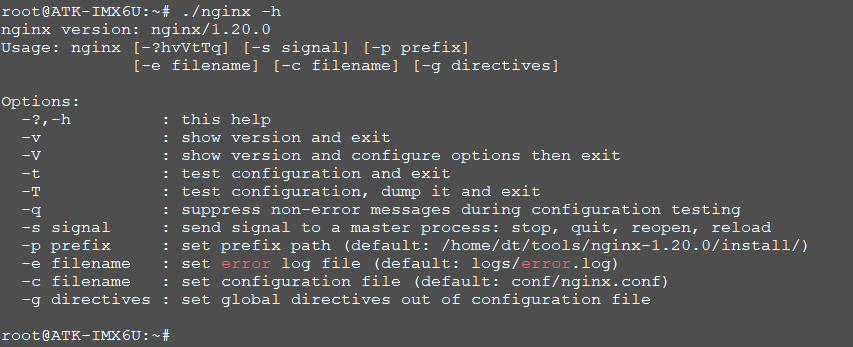 root@ATK-IMX6U:~# ./nginx -h
nginx version: nginx/1.20.0
Usage: nginx [-?hvVtTq] [-s signal] [-p prefix]
             [-e filename] [-c filename] [-g directives]

Options:
  -?,-h         : this help
  -v            : show version and exit
  -V            : show version and configure options then exit
  -t            : test configuration and exit
  -T            : test configuration, dump it and exit
  -q            : suppress non-error messages during configuration testing
  -s signal     : send signal to a master process: stop, quit, reopen, reload
  -p prefix     : set prefix path (default: /home/dt/tools/nginx-1.20.0/install/)
  -e filename   : set error log file (default: logs/error.log)
  -c filename   : set configuration file (default: conf/nginx.conf)
  -g directives : set global directives out of configuration file

root@ATK-IMX6U:~#